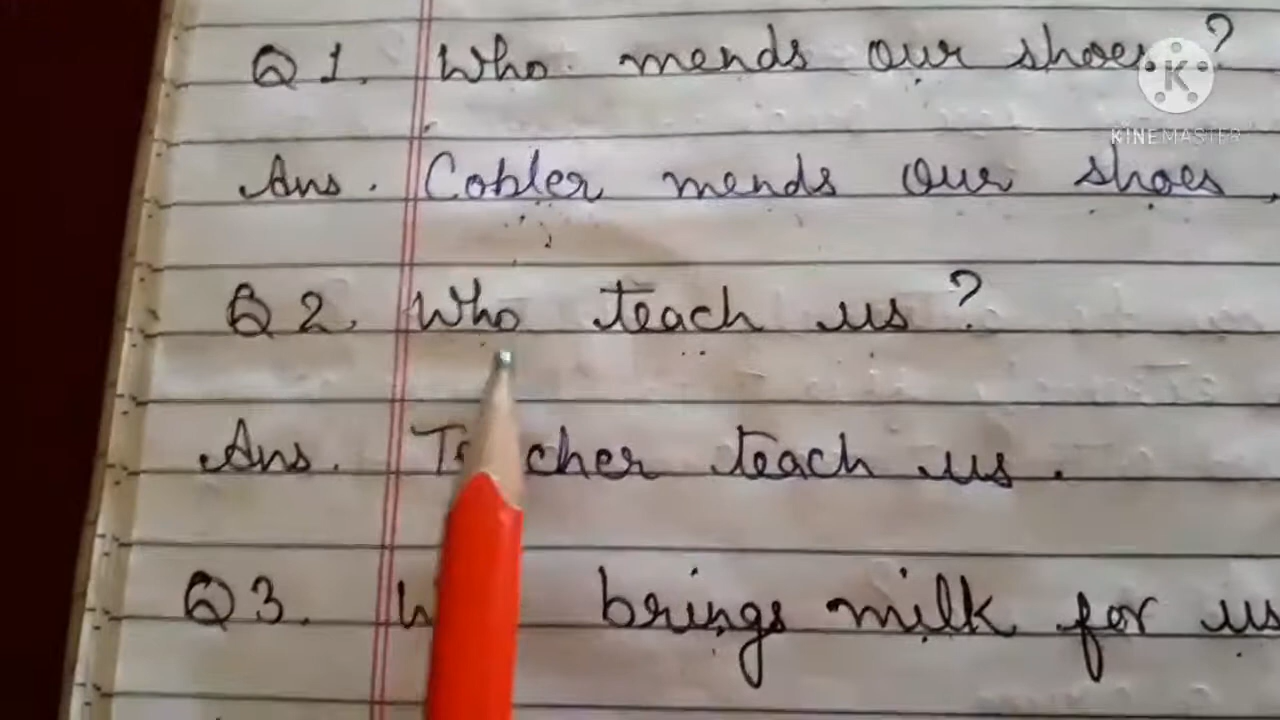 Q1. Who mends our shoes?
Ans. Cobler mends our shoes.
Q2. Who teach us?
Ans. Teacher teach us.
Q3. brings milk for us
KINEMASTER